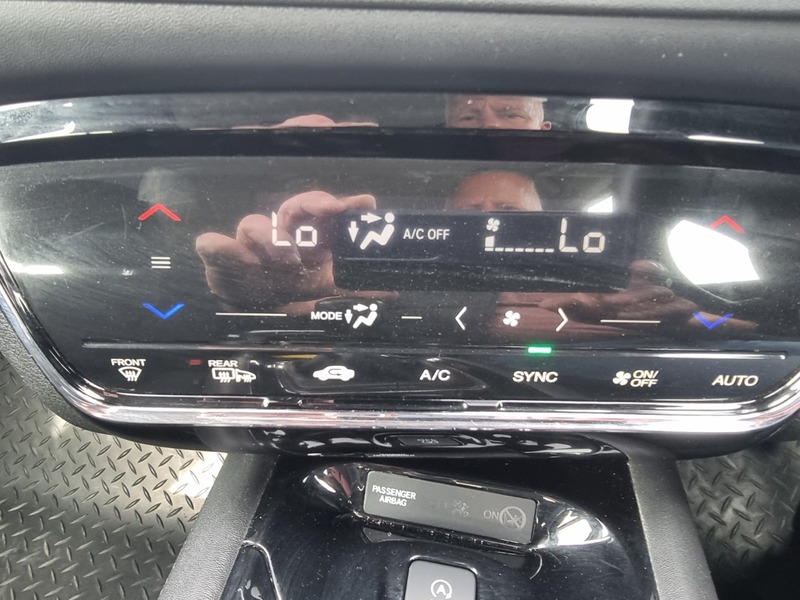 Lo A/C OFF Lo
MODE
FRONT REAR A/C SYNC ON/OFF AUTO
PASSENGER
AIRBAG
ON
A